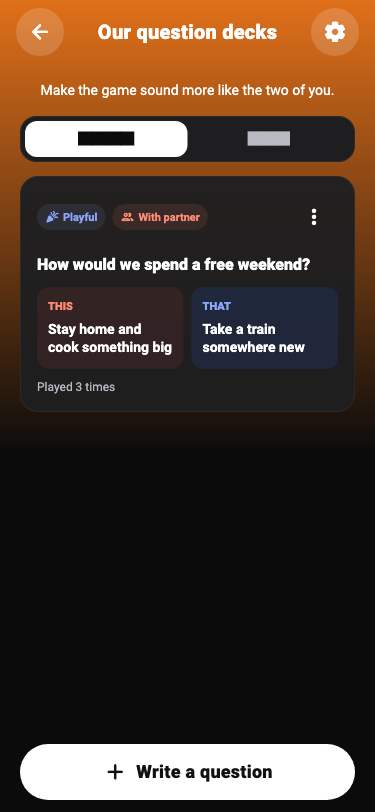 Our question decks
Make the game sound more like the two of you.
Playful
With partner
How would we spend a free weekend?
THIS
Stay home and
cook something big
THAT
Take a train
somewhere new
Played 3 times
Write a question